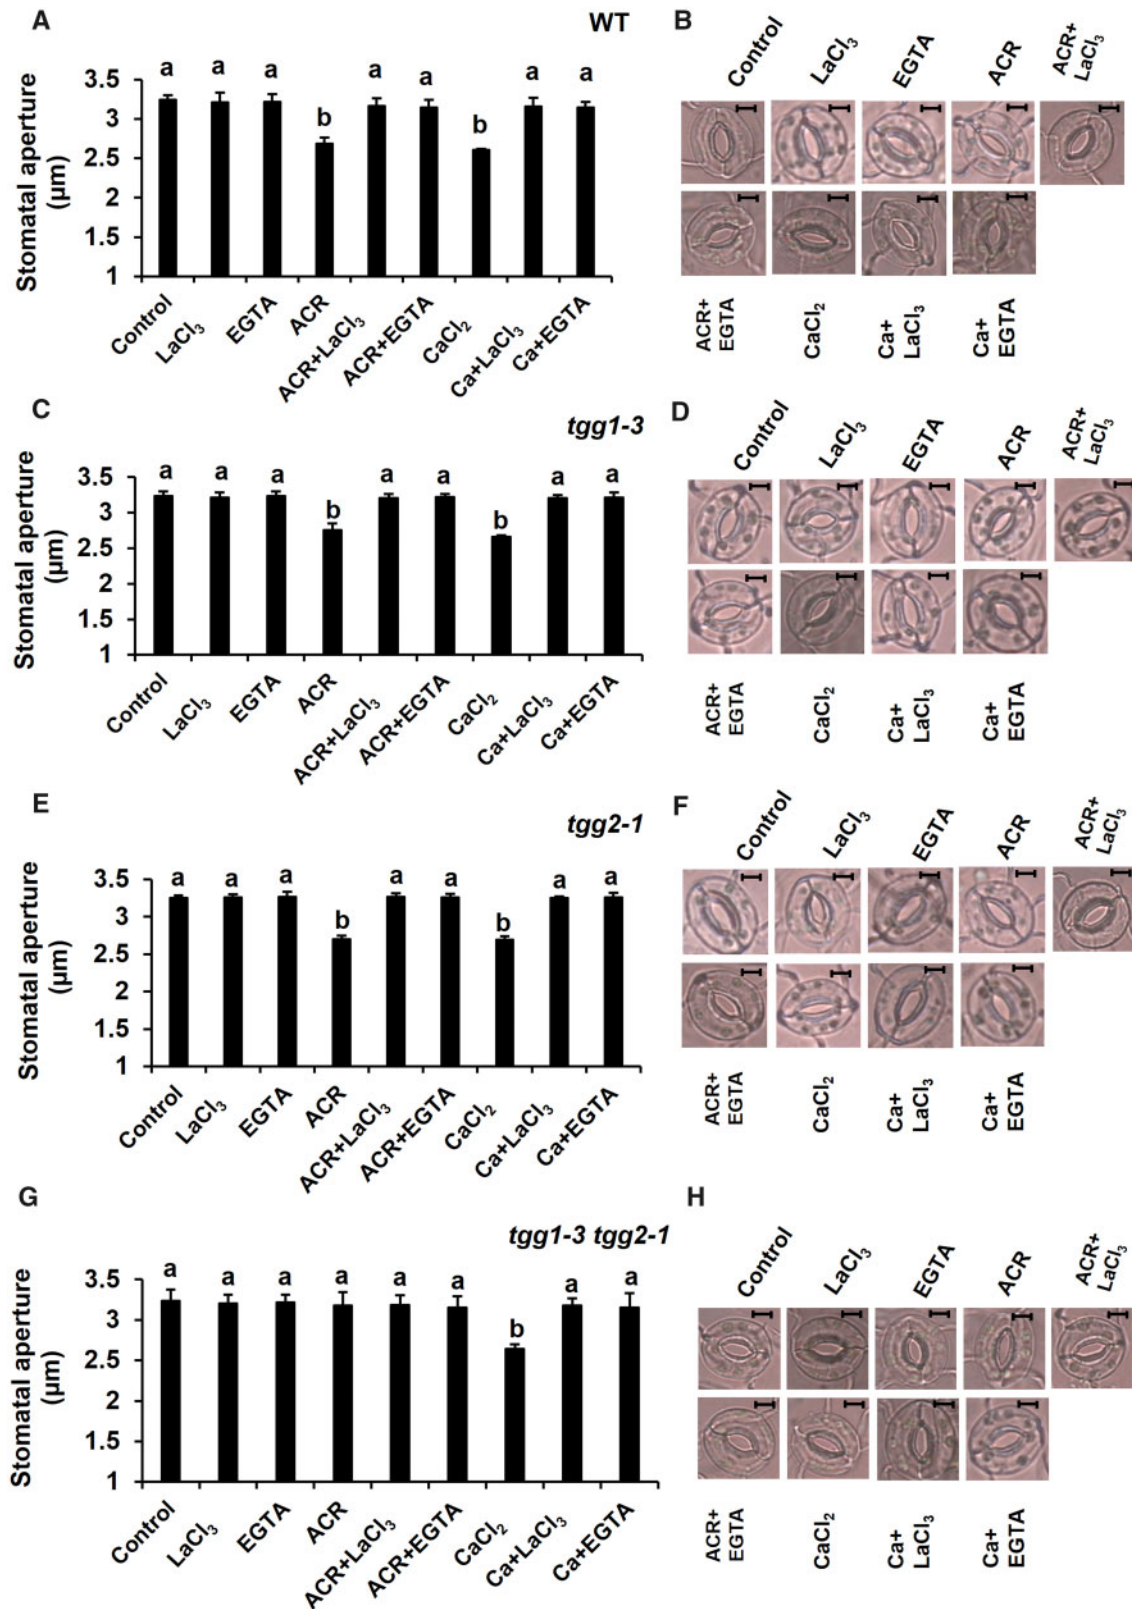 A
WT
Stomatal aperture
(µm)
3.5
3
2.5
2
1.5
1
a
a
a
b
a
a
b
a
a
Control
LaCl₃
EGTA
ACR
ACR+LaCl₃
ACR+EGTA
CaCl₂
Ca+LaCl₃
Ca+EGTA
B
Control
LaCl₃
EGTA
ACR
ACR+
LaCl₃
ACR+
EGTA
CaCl₂
Ca+
LaCl₃
Ca+
EGTA
C
tgg1-3
Stomatal aperture
(µm)
3.5
3
2.5
2
1.5
1
a
a
a
b
a
a
b
a
a
Control
LaCl₃
EGTA
ACR
ACR+LaCl₃
ACR+EGTA
CaCl₂
Ca+LaCl₃
Ca+EGTA
D
Control
LaCl₃
EGTA
ACR
ACR+
LaCl₃
ACR+
EGTA
CaCl₂
Ca+
LaCl₃
Ca+
EGTA
E
tgg2-1
Stomatal aperture
(µm)
3.5
3
2.5
2
1.5
1
a
a
a
b
a
a
b
a
a
Control
LaCl₃
EGTA
ACR
ACR+LaCl₃
ACR+EGTA
CaCl₂
Ca+LaCl₃
Ca+EGTA
F
Control
LaCl₃
EGTA
ACR
ACR+
LaCl₃
ACR+
EGTA
CaCl₂
Ca+
LaCl₃
Ca+
EGTA
G
tgg1-3 tgg2-1
Stomatal aperture
(µm)
3.5
3
2.5
2
1.5
1
a
a
a
a
a
a
b
a
a
Control
LaCl₃
EGTA
ACR
ACR+LaCl₃
ACR+EGTA
CaCl₂
Ca+LaCl₃
Ca+EGTA
H
Control
LaCl₃
EGTA
ACR
ACR+
LaCl₃
ACR+
EGTA
CaCl₂
Ca+
LaCl₃
Ca+
EGTA